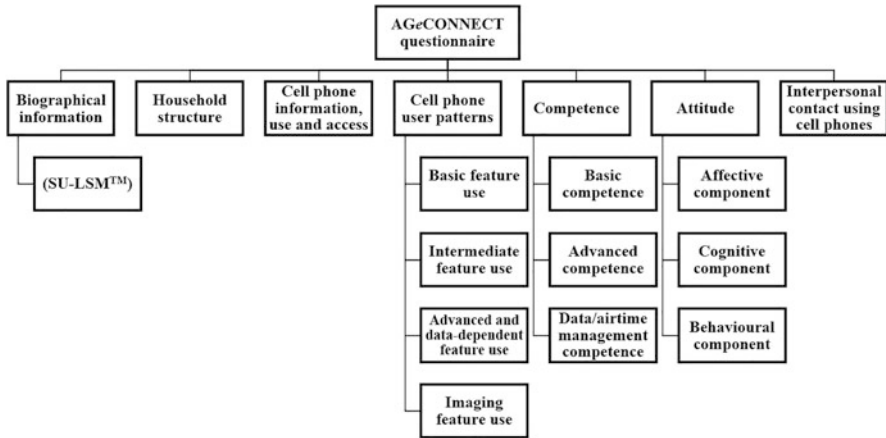 AGeCONNECT
questionnaire
Biographical
information
Household
structure
Cell phone
information,
use and access
Cell phone
user patterns
Competence
Attitude
Interpersonal
contact using
cell phones
(SU-LSM™)
Basic feature
use
Basic
competence
Affective
component
Intermediate
feature use
Advanced
competence
Cognitive
component
Advanced and
data-dependent
feature use
Data/airtime
management
competence
Behavioural
component
Imaging
feature use